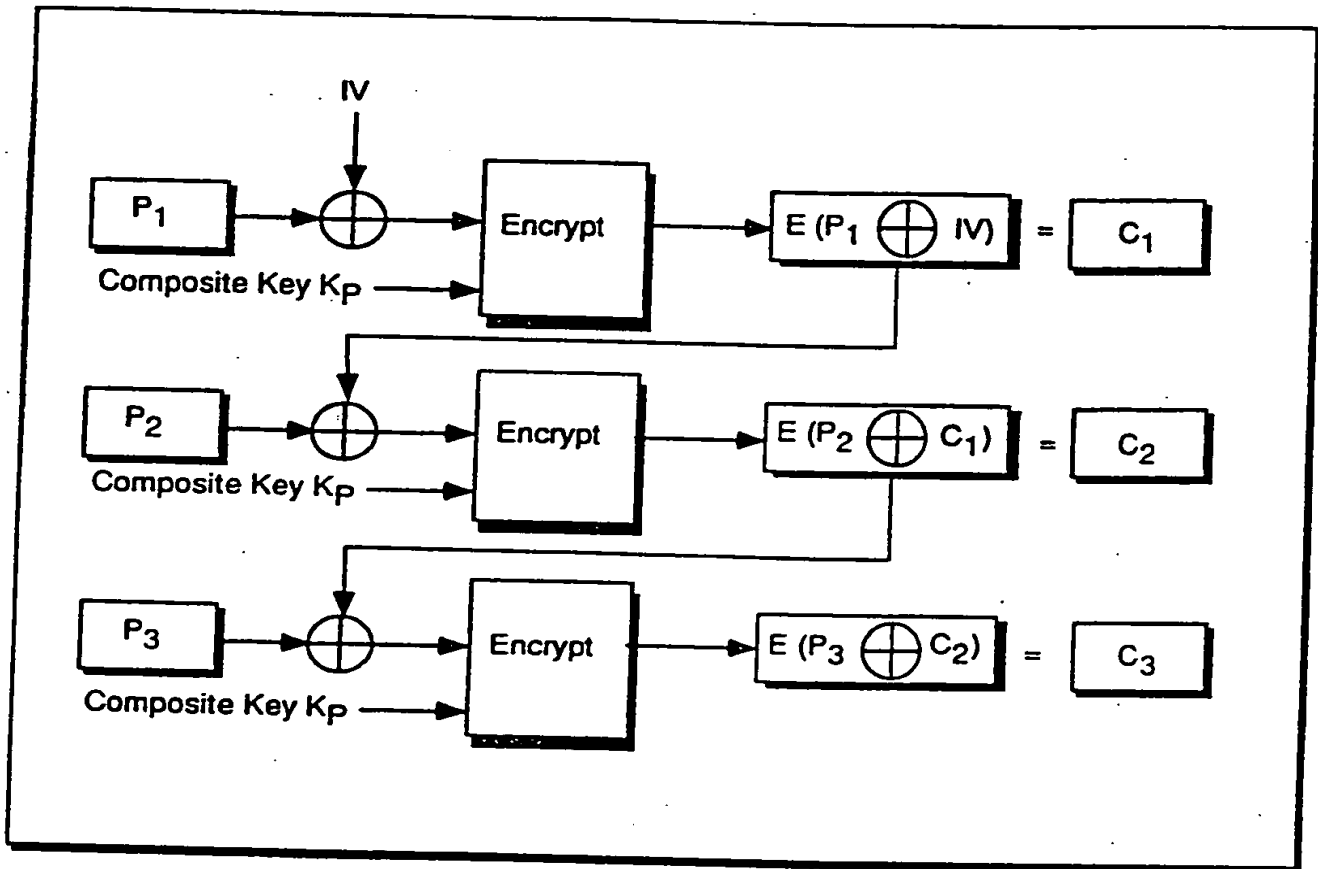 IV
P1 Encrypt E (P1 ⊕ IV) = C1
Composite Key KP
P2 Encrypt E (P2 ⊕ C1) = C2
Composite Key KP
P3 Encrypt E (P3 ⊕ C2) = C3
Composite Key KP